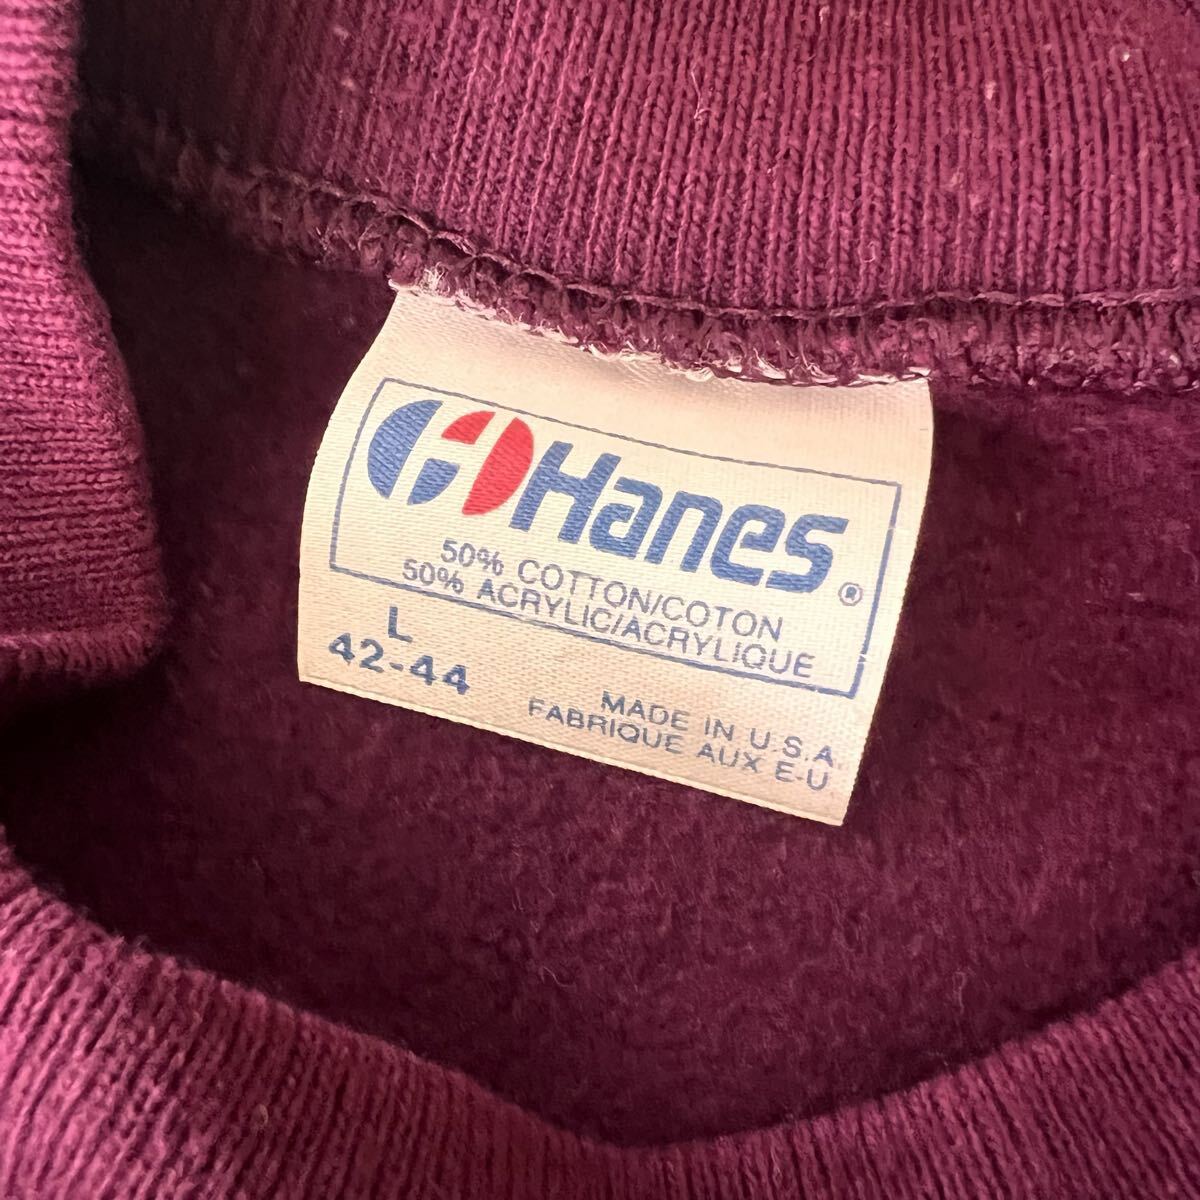 Hanes®
50% COTTON/COTON
50% ACRYLIC/ACRYLIQUE
L
42-44
MADE IN U.S.A.
FABRIQUE AUX E-U